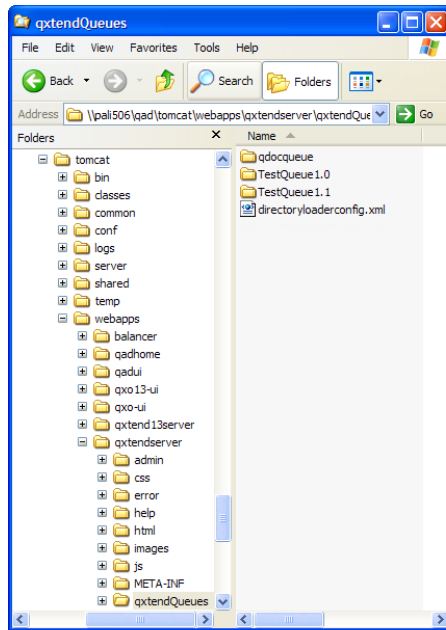 qxtendQueues
File Edit View Favorites Tools Help
Back Search Folders
Address \\pali506\qad\tomcat\webapps\qxtendserver\qxtendQue Go
Folders Name
tomcat
bin
classes
common
conf
logs
server
shared
temp
webapps
balancer
qadhome
qadui
qxo13-ui
qxo-ui
qxtend13server
qxtendserver
admin
css
error
help
html
images
js
META-INF
qxtendQueues
qdocqueue
TestQueue1.0
TestQueue1.1
directoryloaderconfig.xml